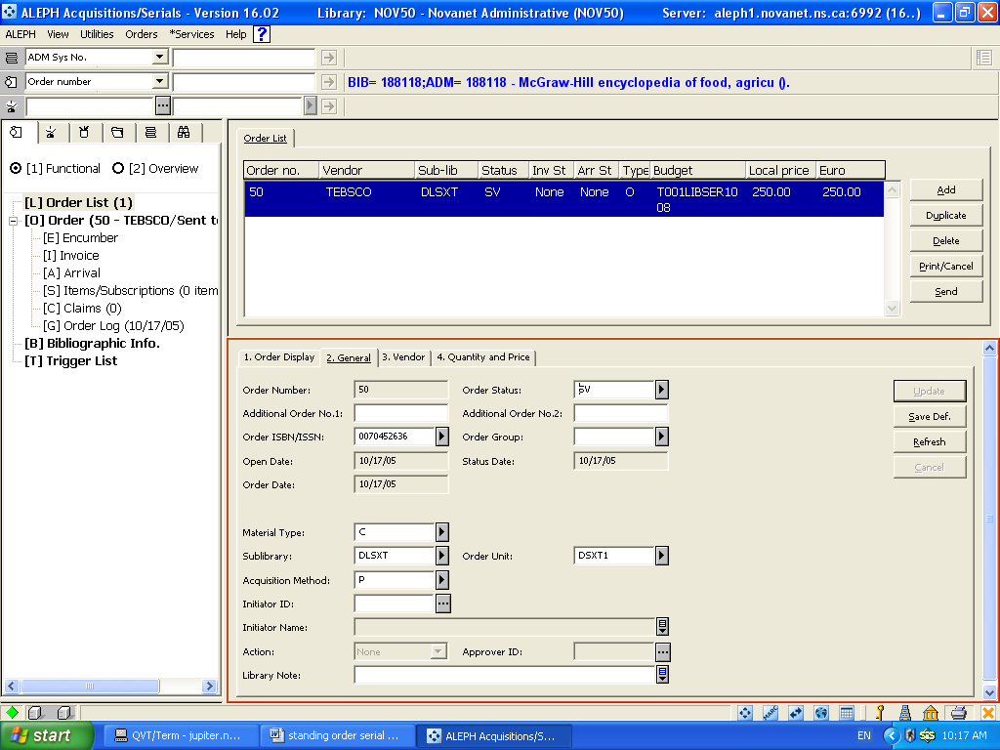 ALEPH Acquisitions/Serials - Version 16.02 Library: NOV50 - Novanet Administrative (NOV50) Server: aleph1.novanet.ns.ca:6992 (16..)
ALEPH View Utilities Orders *Services Help ?
ADM Sys No.
Order number BIB= 188118;ADM= 188118 - McGraw-Hill encyclopedia of food, agricu ().
[1] Functional [2] Overview
[L] Order List (1)
[O] Order (50 - TEBSCO/Sent t
[E] Encumber
[I] Invoice
[A] Arrival
[S] Items/Subscriptions (0 item
[C] Claims (0)
[G] Order Log (10/17/05)
[B] Bibliographic Info.
[T] Trigger List
Order List
Order no. Vendor Sub-lib Status Inv St Arr St Type Budget Local price Euro
50 TEBSCO DLSXT SV None None O T001LIBSER10 250.00 250.00
08
Add
Duplicate
Delete
Print/Cancel
Send
1. Order Display 2. General 3. Vendor 4. Quantity and Price
Order Number: 50 Order Status: SV
Additional Order No.1: Additional Order No.2:
Order ISBN/ISSN: 0070452636 Order Group:
Open Date: 10/17/05 Status Date: 10/17/05
Order Date: 10/17/05
Material Type: C
Sublibrary: DLSXT Order Unit: DSXT1
Acquisition Method: P
Initiator ID:
Initiator Name:
Action: None Approver ID:
Library Note:
Update
Save Def.
Refresh
Cancel
MARC
start QVT/Term - jupiter.n... standing order serial ... ALEPH Acquisitions/S... EN 10:17 AM